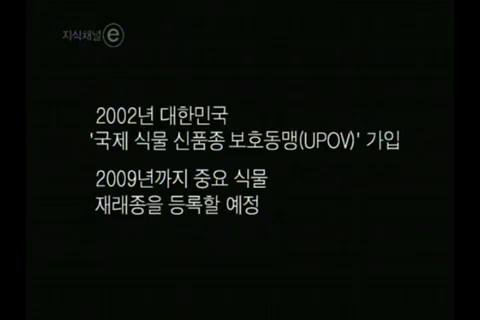 지식채널 e
2002년 대한민국
'국제 식물 신품종 보호동맹(UPOV)' 가입
2009년까지 중요 식물
재래종을 등록할 예정